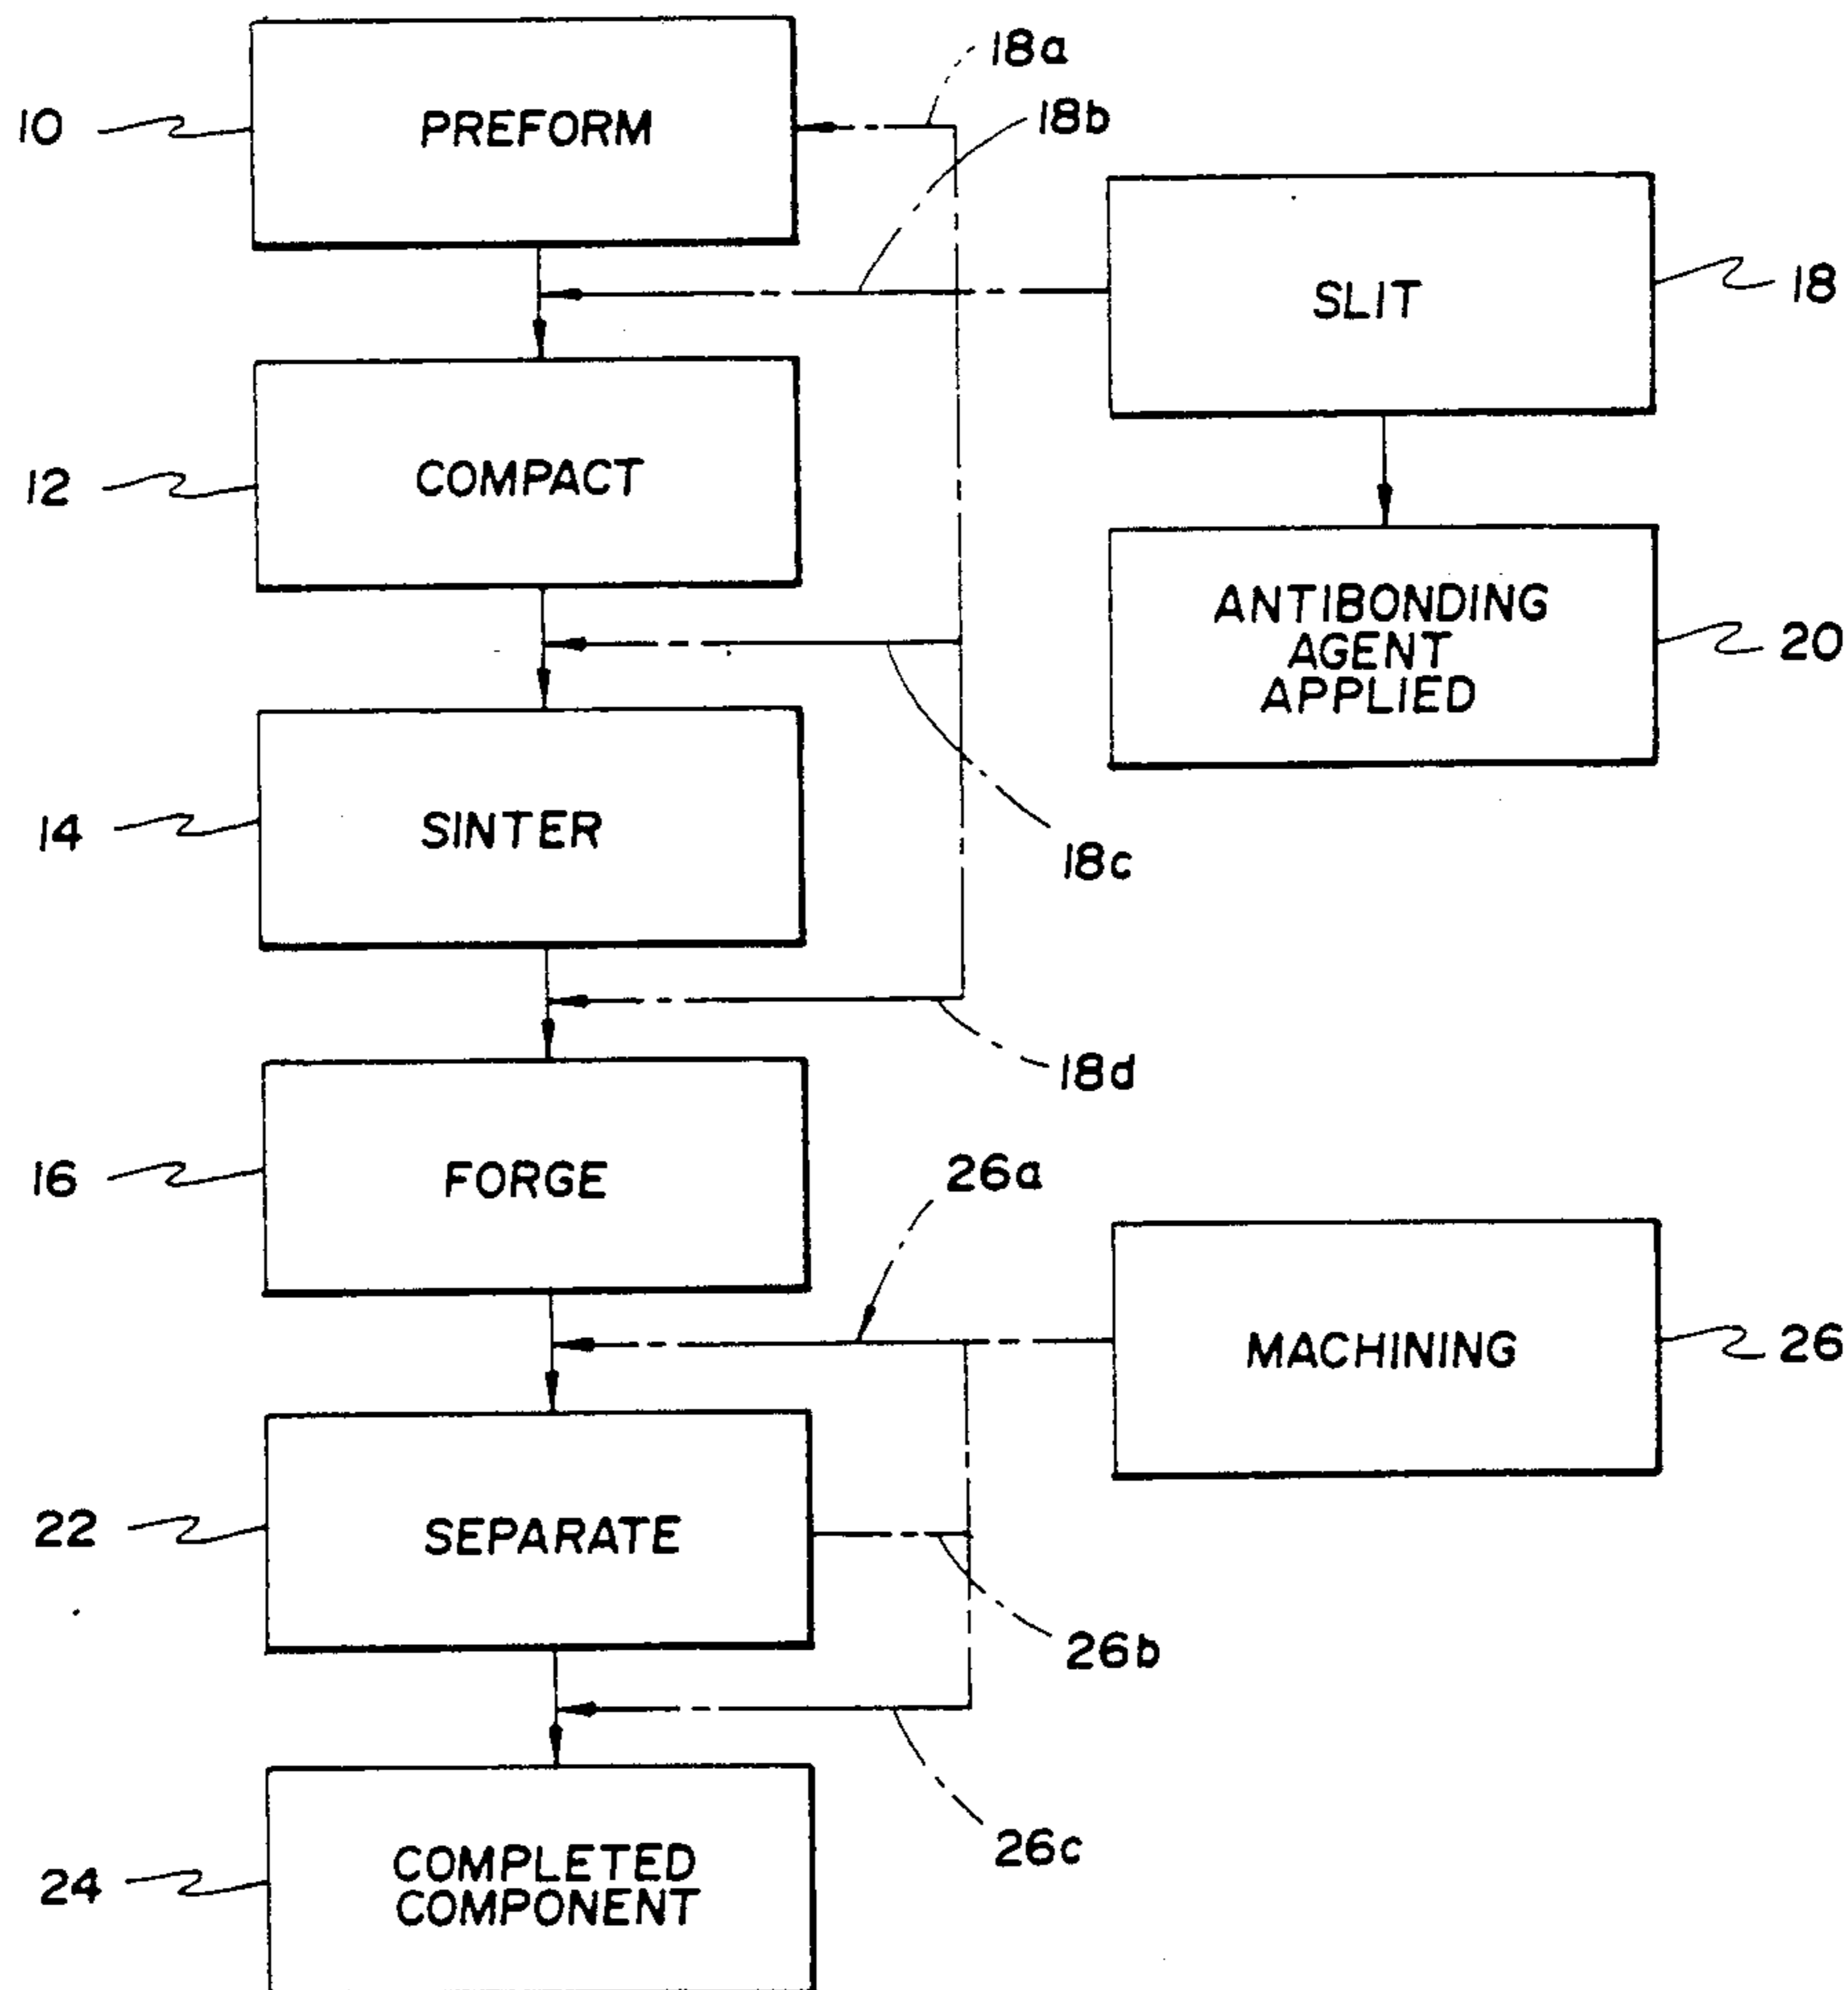 PREFORM
10
18a
18b
SLIT
18
COMPACT
12
ANTIBONDING
AGENT
APPLIED
20
SINTER
14
18c
18d
FORGE
16
26a
MACHINING
26
SEPARATE
22
26b
26c
COMPLETED
COMPONENT
24